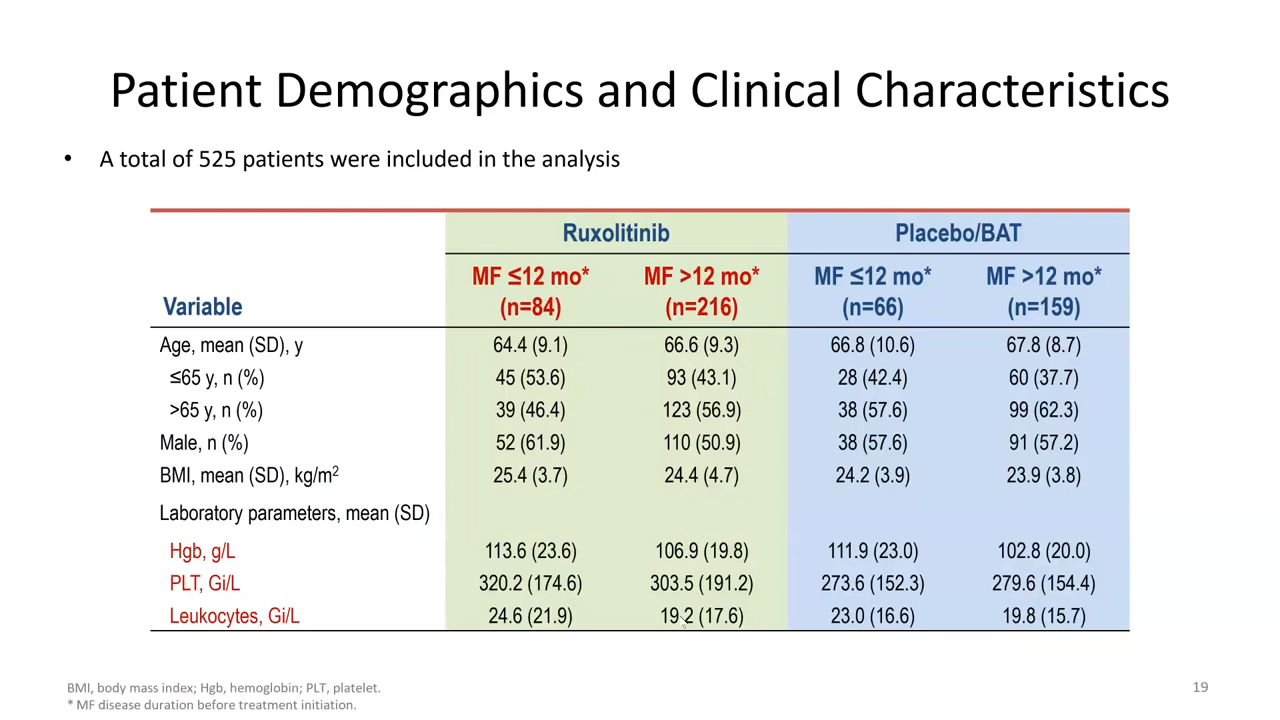 Patient Demographics and Clinical Characteristics
• A total of 525 patients were included in the analysis
Ruxolitinib Placebo/BAT
Variable MF ≤12 mo* (n=84) MF >12 mo* (n=216) MF ≤12 mo* (n=66) MF >12 mo* (n=159)
Age, mean (SD), y 64.4 (9.1) 66.6 (9.3) 66.8 (10.6) 67.8 (8.7)
≤65 y, n (%) 45 (53.6) 93 (43.1) 28 (42.4) 60 (37.7)
>65 y, n (%) 39 (46.4) 123 (56.9) 38 (57.6) 99 (62.3)
Male, n (%) 52 (61.9) 110 (50.9) 38 (57.6) 91 (57.2)
BMI, mean (SD), kg/m² 25.4 (3.7) 24.4 (4.7) 24.2 (3.9) 23.9 (3.8)
Laboratory parameters, mean (SD)
Hgb, g/L 113.6 (23.6) 106.9 (19.8) 111.9 (23.0) 102.8 (20.0)
PLT, Gi/L 320.2 (174.6) 303.5 (191.2) 273.6 (152.3) 279.6 (154.4)
Leukocytes, Gi/L 24.6 (21.9) 19.2 (17.6) 23.0 (16.6) 19.8 (15.7)
BMI, body mass index; Hgb, hemoglobin; PLT, platelet.
* MF disease duration before treatment initiation.
19